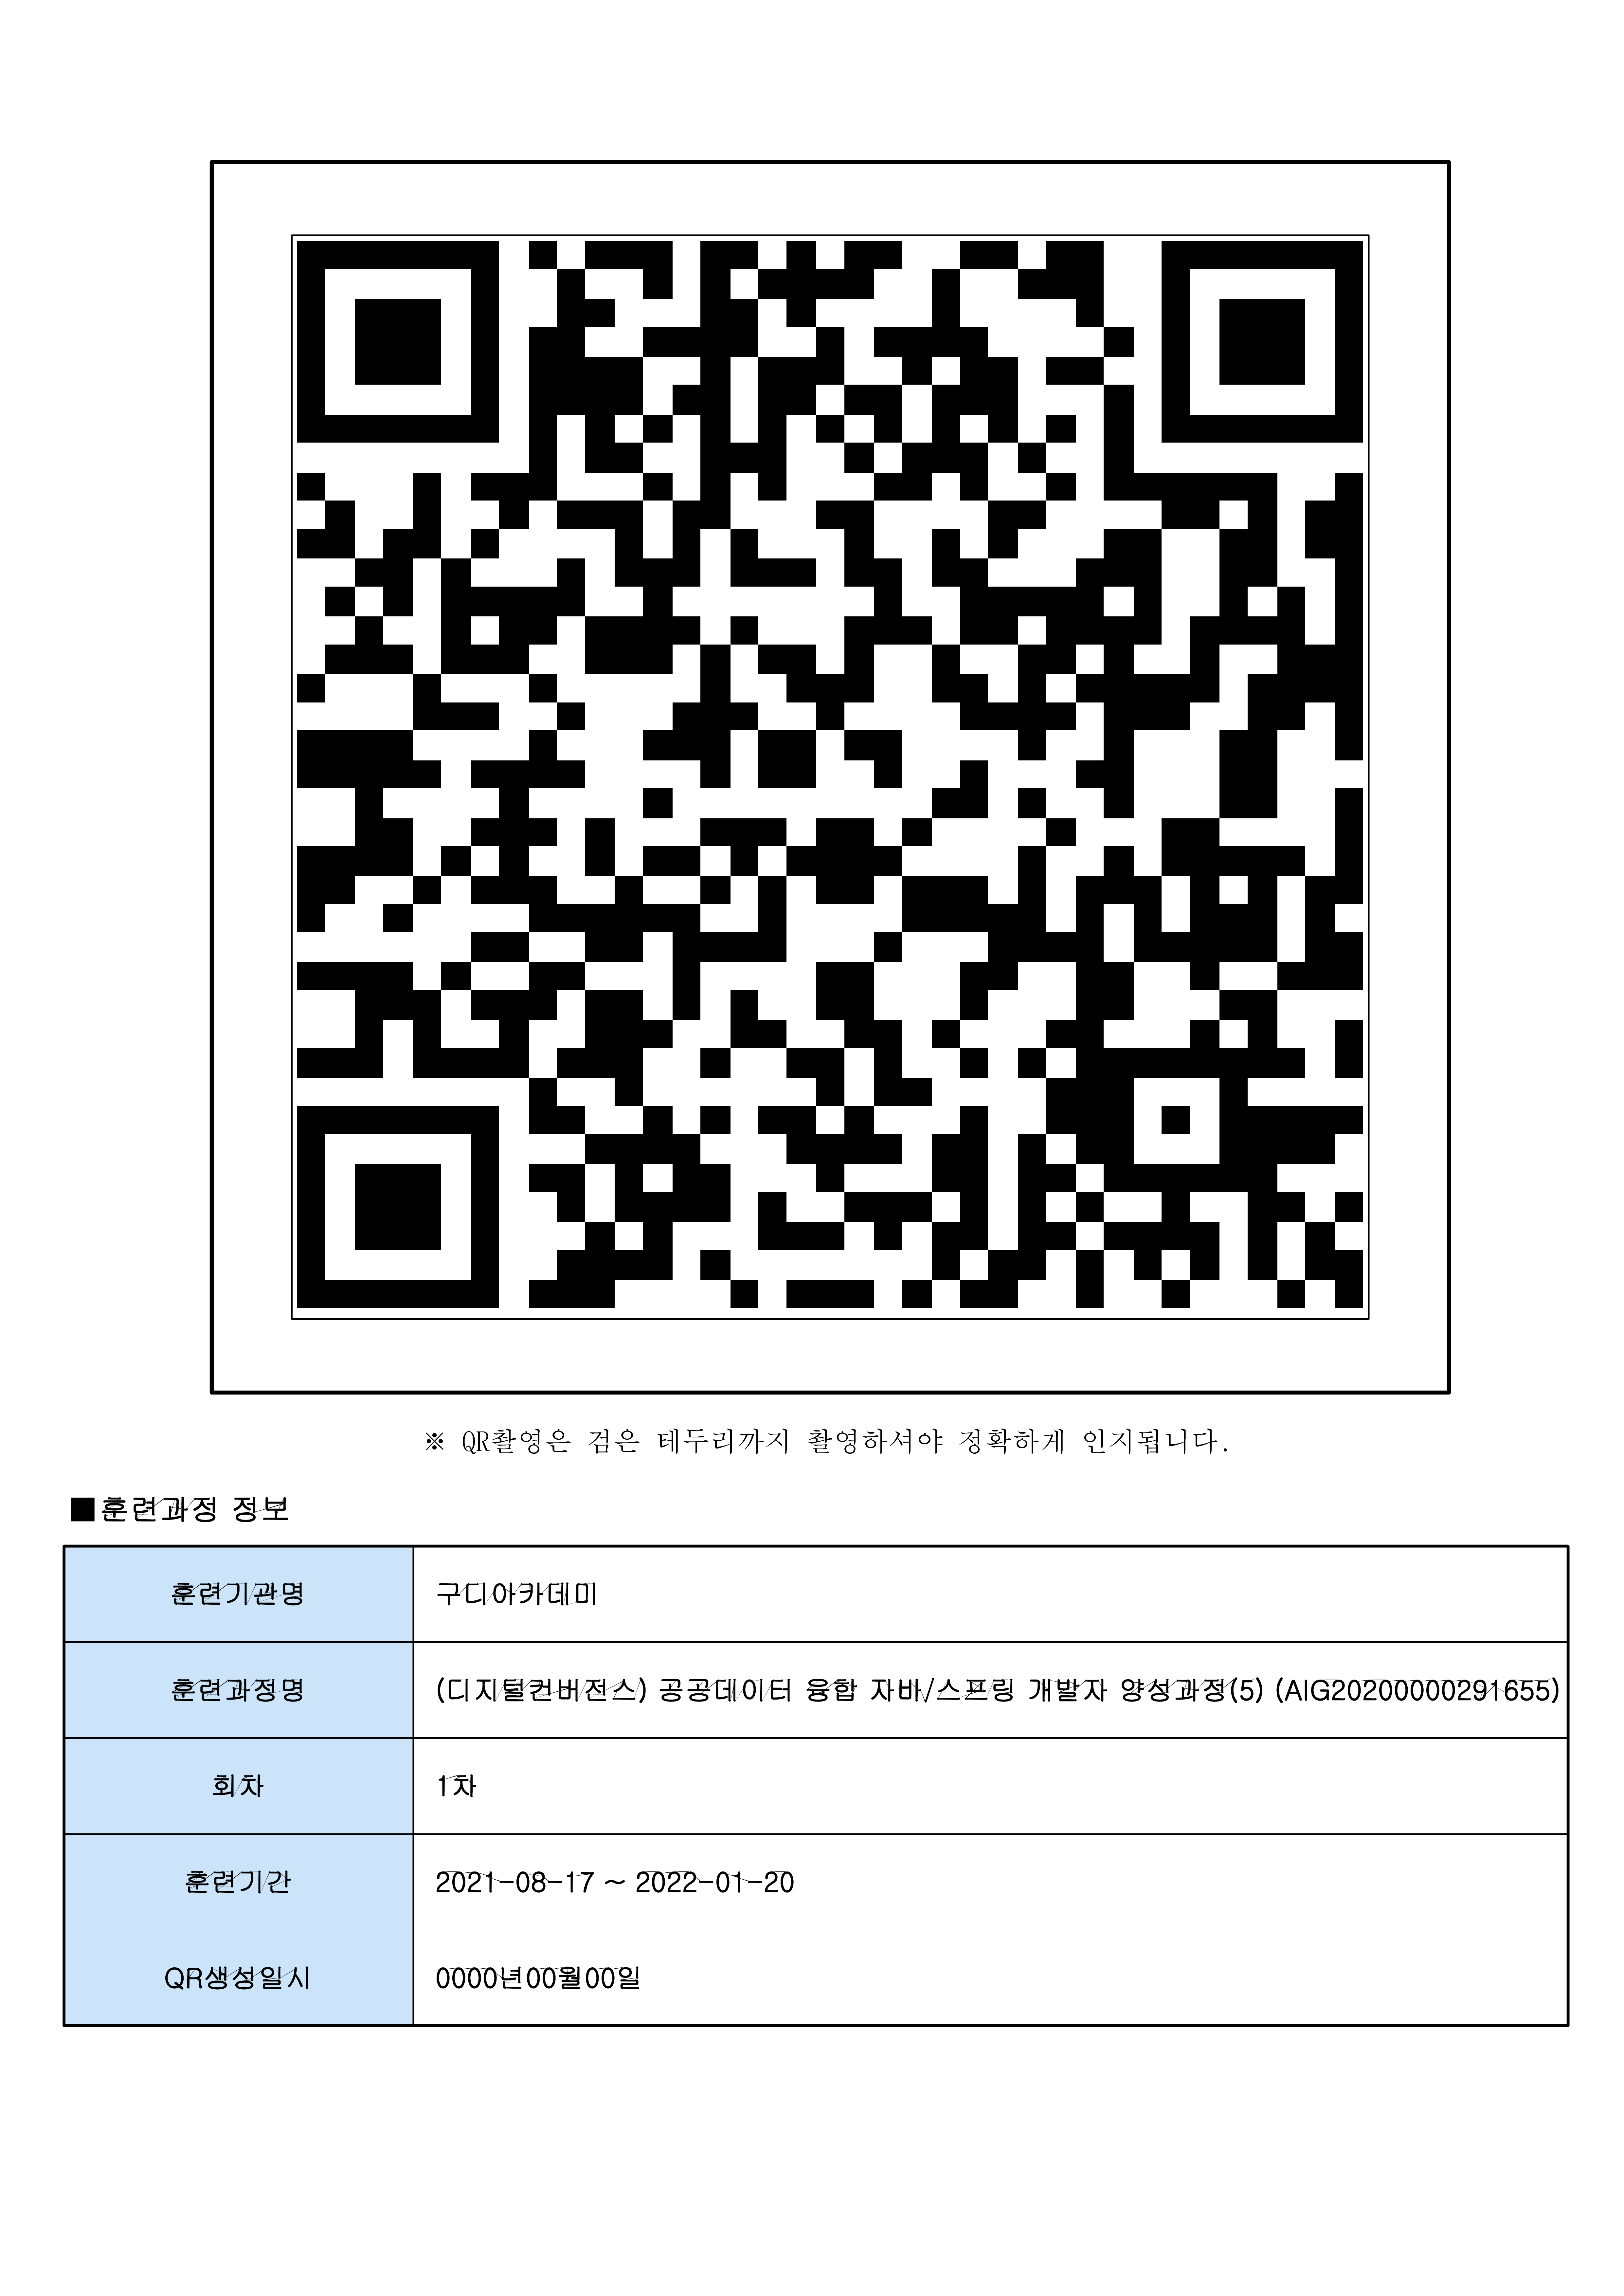 ※ QR촬영은 검은 테두리까지 촬영하셔야 정확하게 인지됩니다.
■훈련과정 정보
훈련기관명 구디아카데미
훈련과정명 (디지털컨버전스) 공공데이터 융합 자바/스프링 개발자 양성과정(5) (AIG20200000291655)
회차 1차
훈련기간 2021-08-17 ~ 2022-01-20
QR생성일시 0000년00월00일